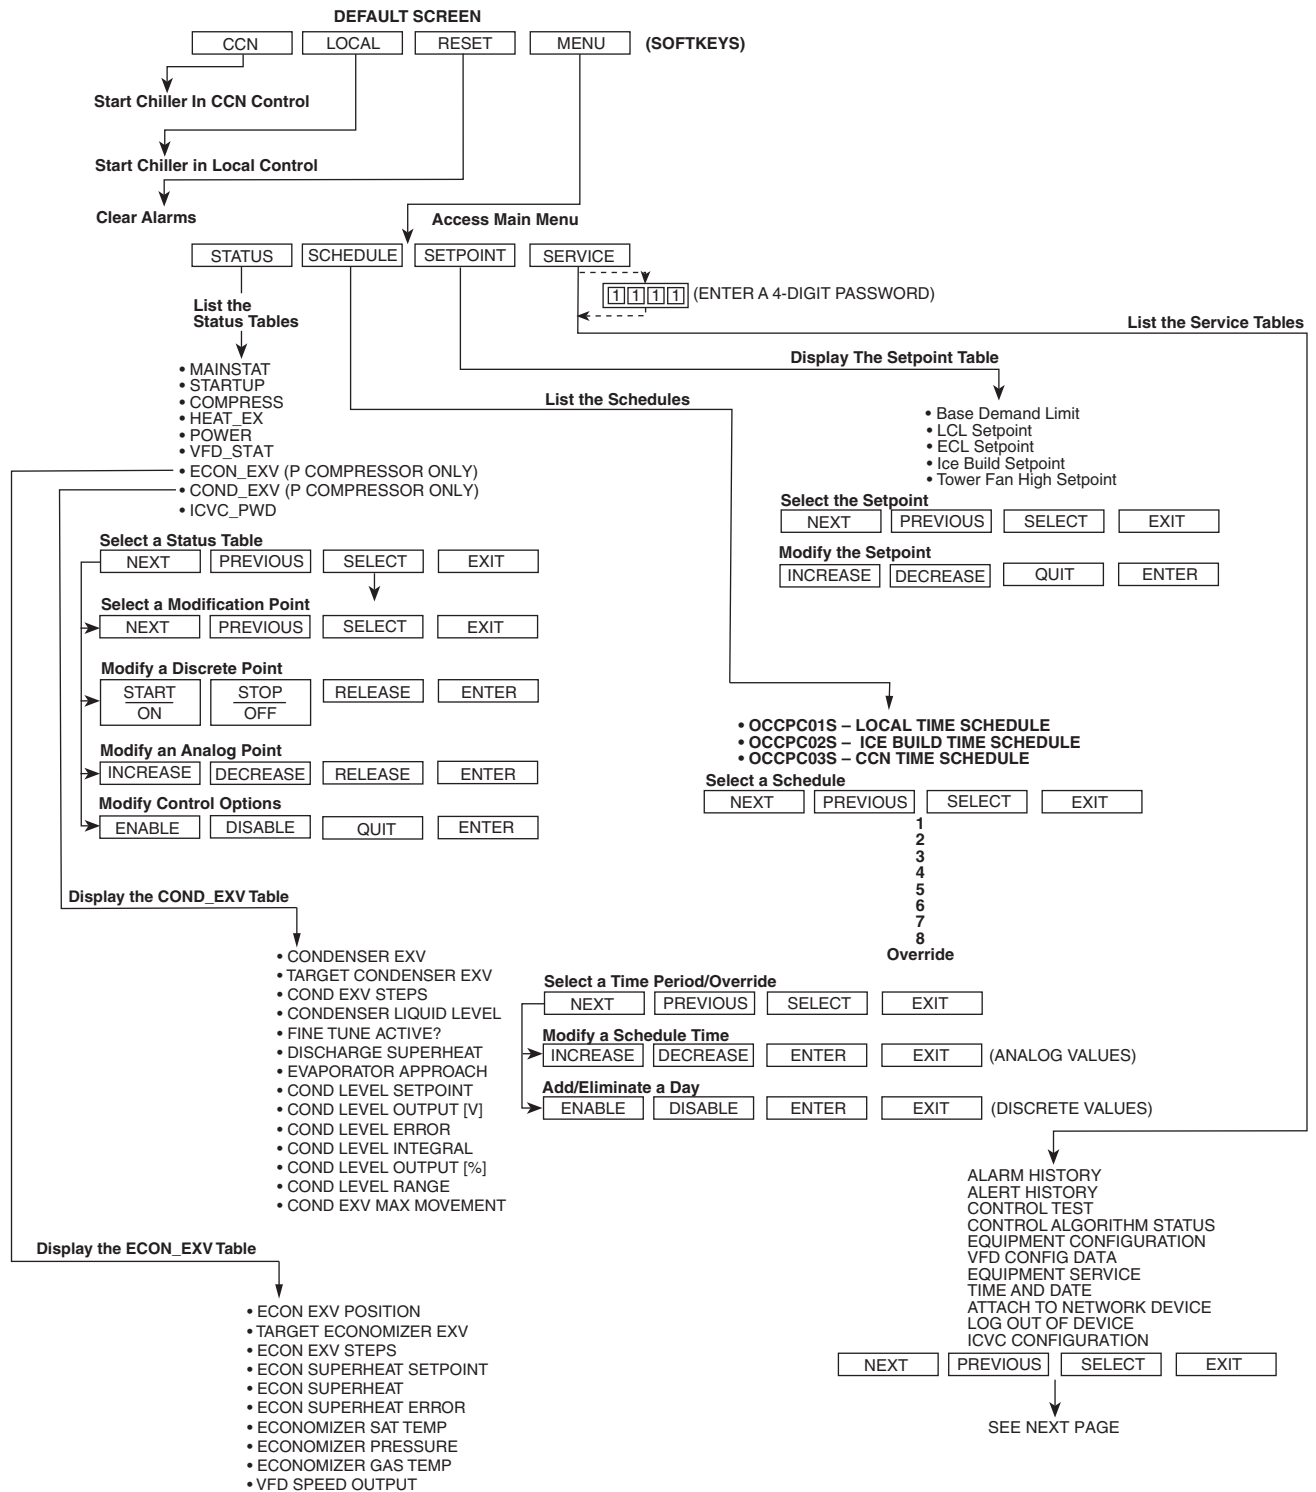 DEFAULT SCREEN
CCN LOCAL RESET MENU (SOFTKEYS)
Start Chiller In CCN Control
Start Chiller in Local Control
Clear Alarms
Access Main Menu
STATUS SCHEDULE SETPOINT SERVICE
1 1 1 1 (ENTER A 4-DIGIT PASSWORD)
List the
Status Tables
List the Service Tables
Display The Setpoint Table
List the Schedules
• MAINSTAT
• STARTUP
• COMPRESS
• HEAT_EX
• POWER
• VFD_STAT
• ECON_EXV (P COMPRESSOR ONLY)
• COND_EXV (P COMPRESSOR ONLY)
• ICVC_PWD
• Base Demand Limit
• LCL Setpoint
• ECL Setpoint
• Ice Build Setpoint
• Tower Fan High Setpoint
Select the Setpoint
NEXT PREVIOUS SELECT EXIT
Modify the Setpoint
INCREASE DECREASE QUIT ENTER
Select a Status Table
NEXT PREVIOUS SELECT EXIT
Select a Modification Point
NEXT PREVIOUS SELECT EXIT
Modify a Discrete Point
START STOP RELEASE ENTER
ON OFF
Modify an Analog Point
INCREASE DECREASE RELEASE ENTER
Modify Control Options
ENABLE DISABLE QUIT ENTER
• OCCPC01S – LOCAL TIME SCHEDULE
• OCCPC02S – ICE BUILD TIME SCHEDULE
• OCCPC03S – CCN TIME SCHEDULE
Select a Schedule
NEXT PREVIOUS SELECT EXIT
1
2
3
4
5
6
7
8
Override
Display the COND_EXV Table
• CONDENSER EXV
• TARGET CONDENSER EXV
• COND EXV STEPS
• CONDENSER LIQUID LEVEL
• FINE TUNE ACTIVE?
• DISCHARGE SUPERHEAT
• EVAPORATOR APPROACH
• COND LEVEL SETPOINT
• COND LEVEL OUTPUT [V]
• COND LEVEL ERROR
• COND LEVEL INTEGRAL
• COND LEVEL OUTPUT [%]
• COND LEVEL RANGE
• COND EXV MAX MOVEMENT
Select a Time Period/Override
NEXT PREVIOUS SELECT EXIT
Modify a Schedule Time
INCREASE DECREASE ENTER EXIT (ANALOG VALUES)
Add/Eliminate a Day
ENABLE DISABLE ENTER EXIT (DISCRETE VALUES)
ALARM HISTORY
ALERT HISTORY
CONTROL TEST
CONTROL ALGORITHM STATUS
EQUIPMENT CONFIGURATION
VFD CONFIG DATA
EQUIPMENT SERVICE
TIME AND DATE
ATTACH TO NETWORK DEVICE
LOG OUT OF DEVICE
ICVC CONFIGURATION
NEXT PREVIOUS SELECT EXIT
SEE NEXT PAGE
Display the ECON_EXV Table
• ECON EXV POSITION
• TARGET ECONOMIZER EXV
• ECON EXV STEPS
• ECON SUPERHEAT SETPOINT
• ECON SUPERHEAT
• ECON SUPERHEAT ERROR
• ECONOMIZER SAT TEMP
• ECONOMIZER PRESSURE
• ECONOMIZER GAS TEMP
• VFD SPEED OUTPUT